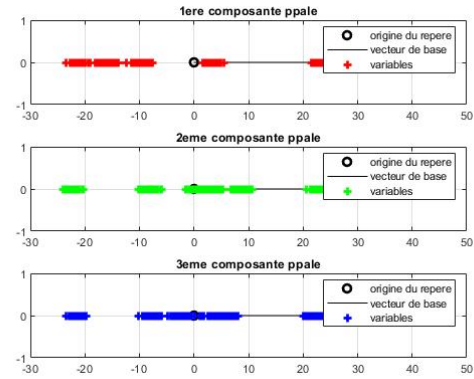 1ere composante ppale
1
0
-1
origine du repere
vecteur de base
variables
-30 -20 -10 0 10 20 30 40 50
2eme composante ppale
1
0
-1
origine du repere
vecteur de base
variables
-30 -20 -10 0 10 20 30 40 50
3eme composante ppale
1
0
-1
origine du repere
vecteur de base
variables
-30 -20 -10 0 10 20 30 40 50